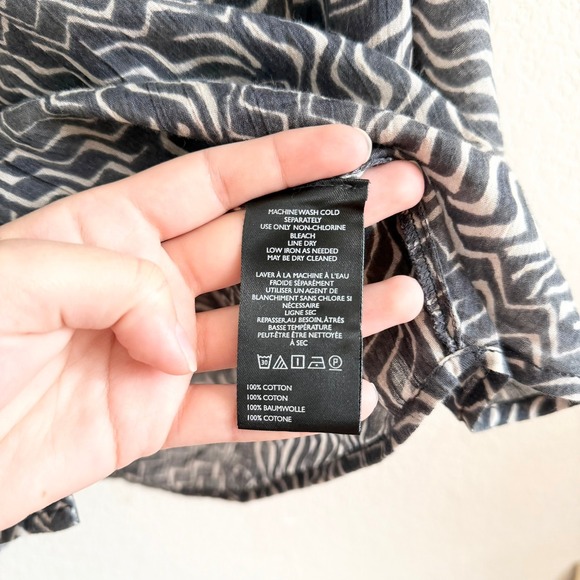 MACHINE WASH COLD
SEPARATELY
USE ONLY NON-CHLORINE
BLEACH
LINE DRY
LOW IRON AS NEEDED
MAY BE DRY CLEANED
LAVER À LA MACHINE À L'EAU
FROIDE SÉPARÉMENT
UTILISER UN AGENT DE
BLANCHIMENT SANS CHLORE SI
NÉCESSAIRE
LIGNE SEC
REPASSER, AU BESOIN, À TRÉS
BASSE TEMPÉRATURE
PEUT-ÊTRE ÊTRE NETTOYÉE
À SEC
30
P
100% COTTON
100% COTON
100% BAUMWOLLE
100% COTONE